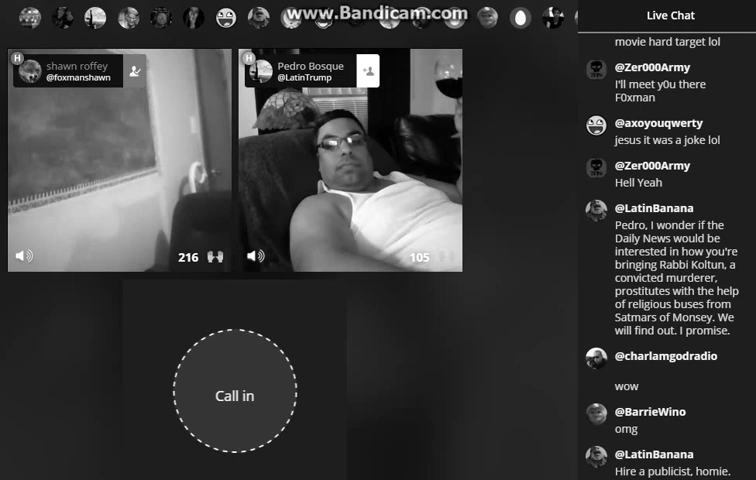 www.Bandicam.com
Live Chat
movie hard target lol
H
shawn roffey
@foxmanshawn
H
Pedro Bosque
@LatinTrump
@Zer000Army
I'll meet y0u there
F0xman
@axoyouqwerty
jesus it was a joke lol
@Zer000Army
Hell Yeah
@LatinBanana
Pedro, I wonder if the
Daily News would be
interested in how you're
bringing Rabbi Koltun, a
convicted murderer,
prostitutes with the help
of religious buses from
Satmars of Monsey. We
will find out. I promise.
216
105
@charlamgodradio
wow
Call in
@BarrieWino
omg
@LatinBanana
Hire a publicist, homie.